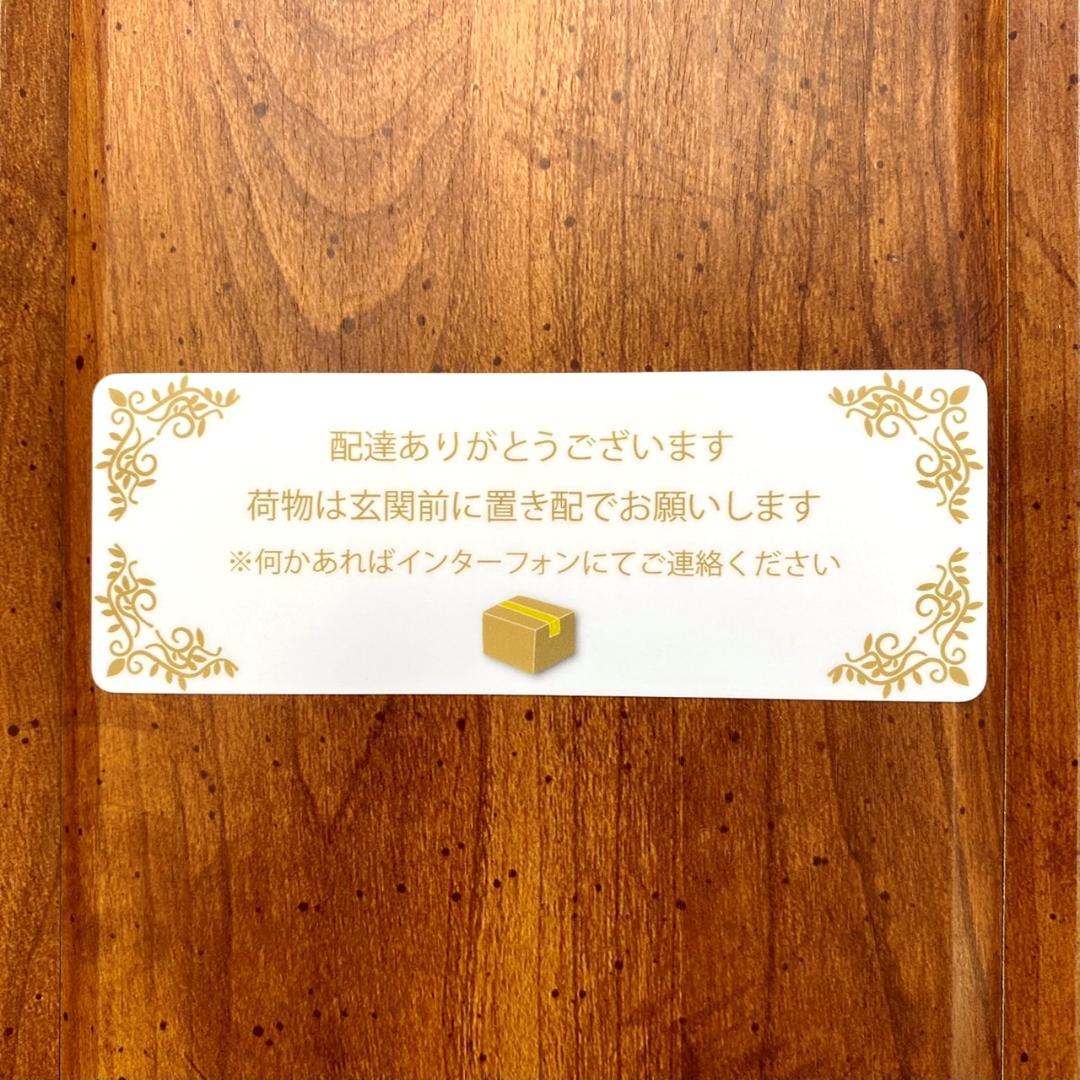 配達ありがとうございます
荷物は玄関前に置き配でお願いします
※何かあればインターフォンにてご連絡ください